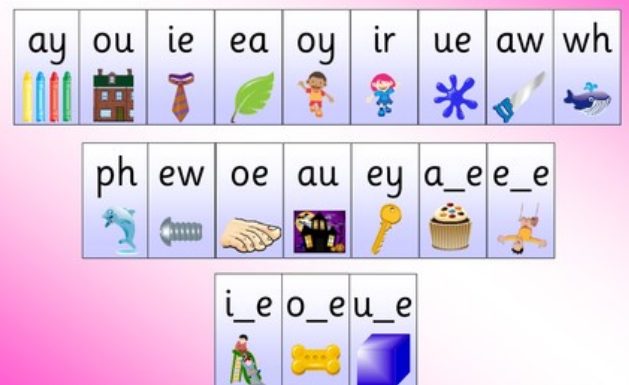 ay ou ie ea oy ir ue aw wh
ph ew oe au ey a_e e_e
i_e o_e u_e